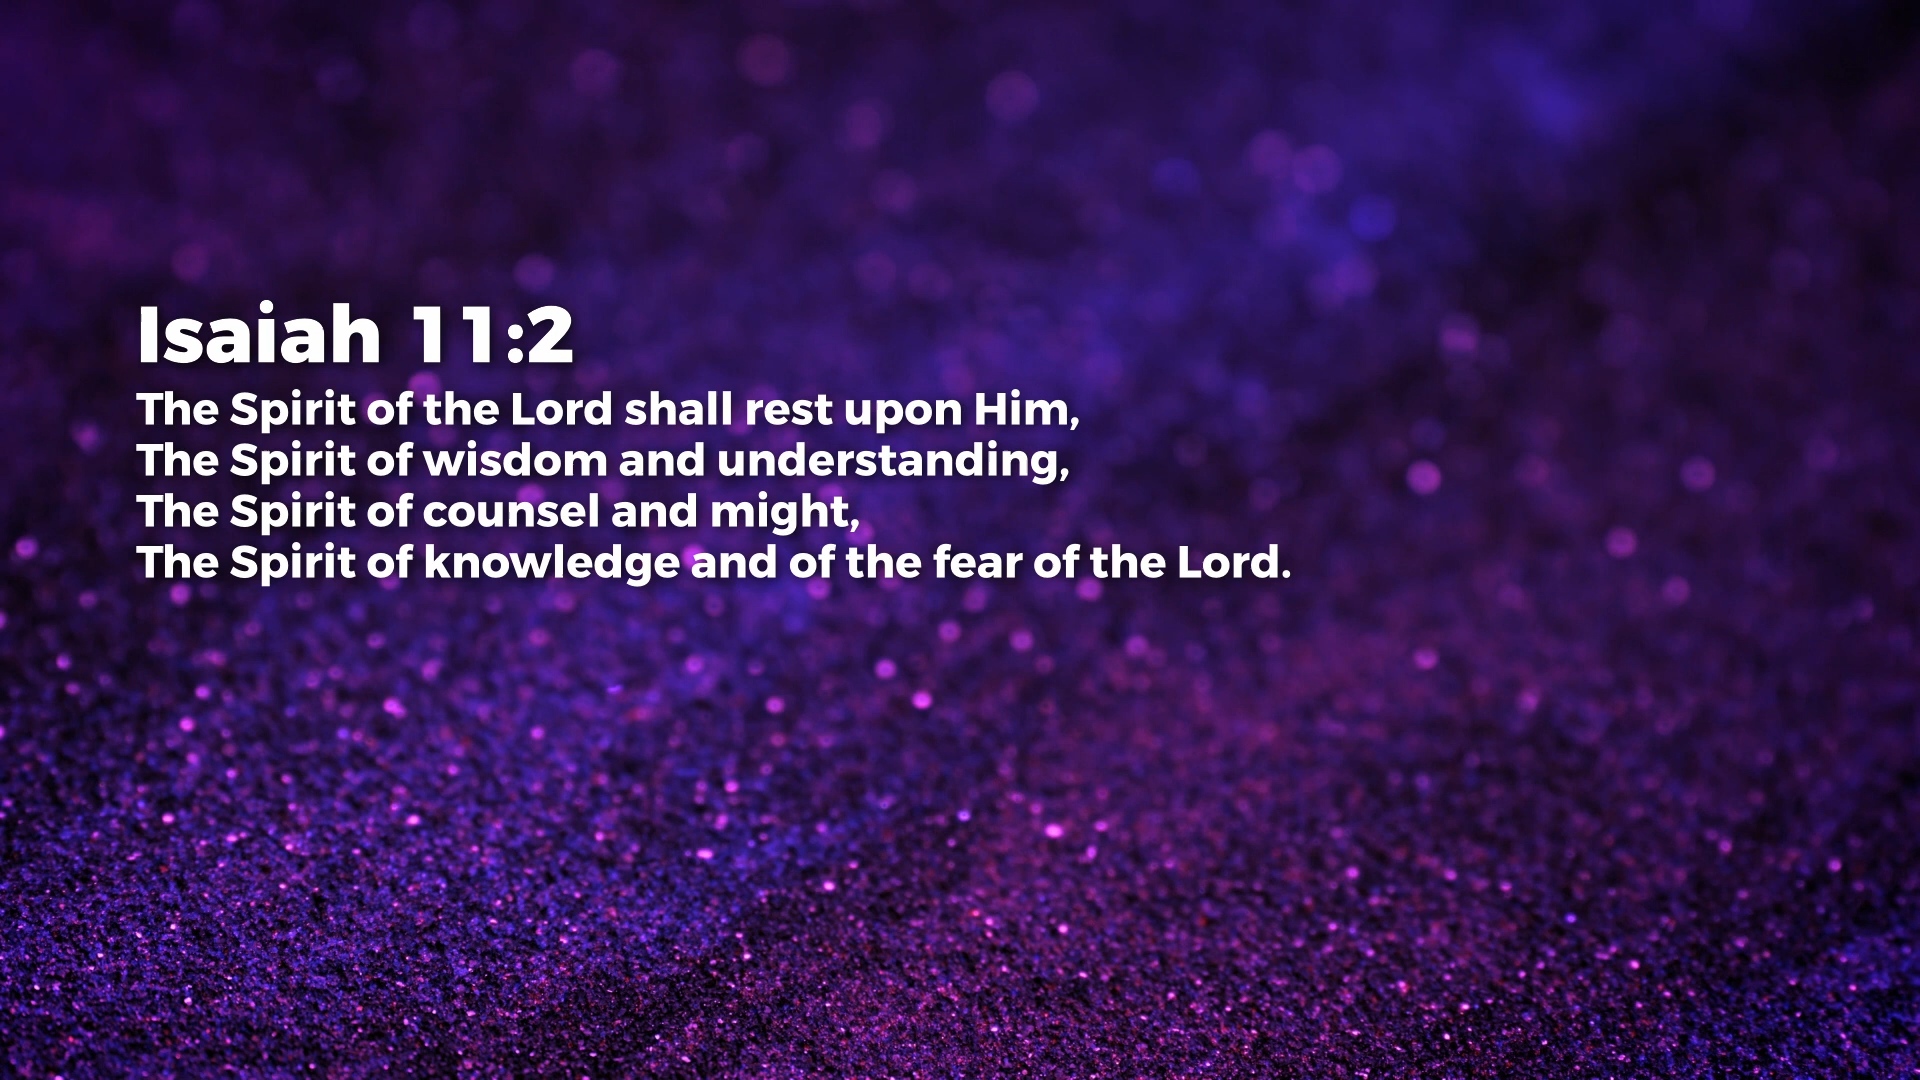 Isaiah 11:2
The Spirit of the Lord shall rest upon Him,
The Spirit of wisdom and understanding,
The Spirit of counsel and might,
The Spirit of knowledge and of the fear of the Lord.